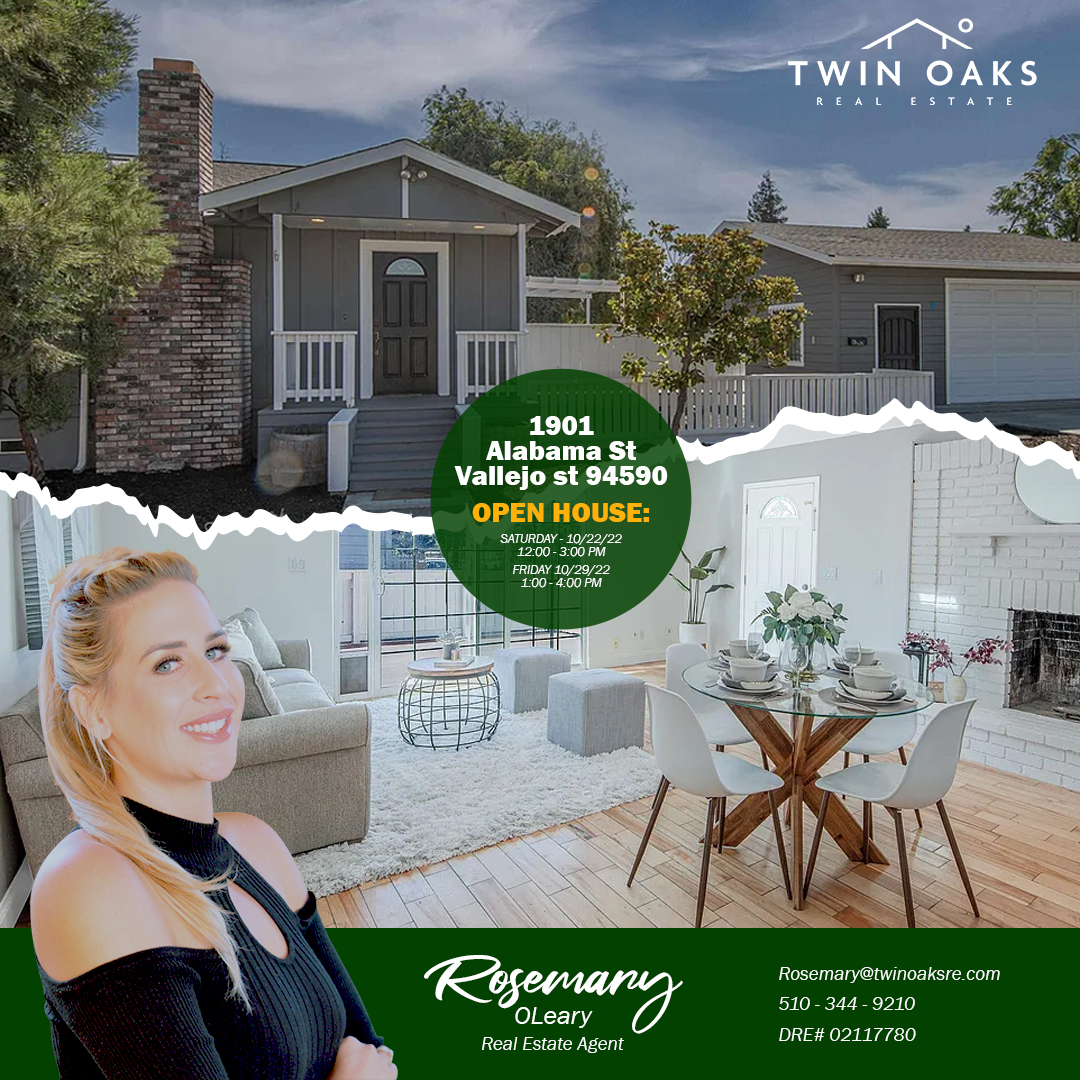 TWIN OAKS
REAL ESTATE
1901
Alabama St
Vallejo st 94590
OPEN HOUSE:
SATURDAY - 10/22/22
12:00 - 3:00 PM
FRIDAY 10/29/22
1:00 - 4:00 PM
Rosemary
OLeary
Real Estate Agent
Rosemary@twinoaksre.com
510 - 344 - 9210
DRE# 02117780